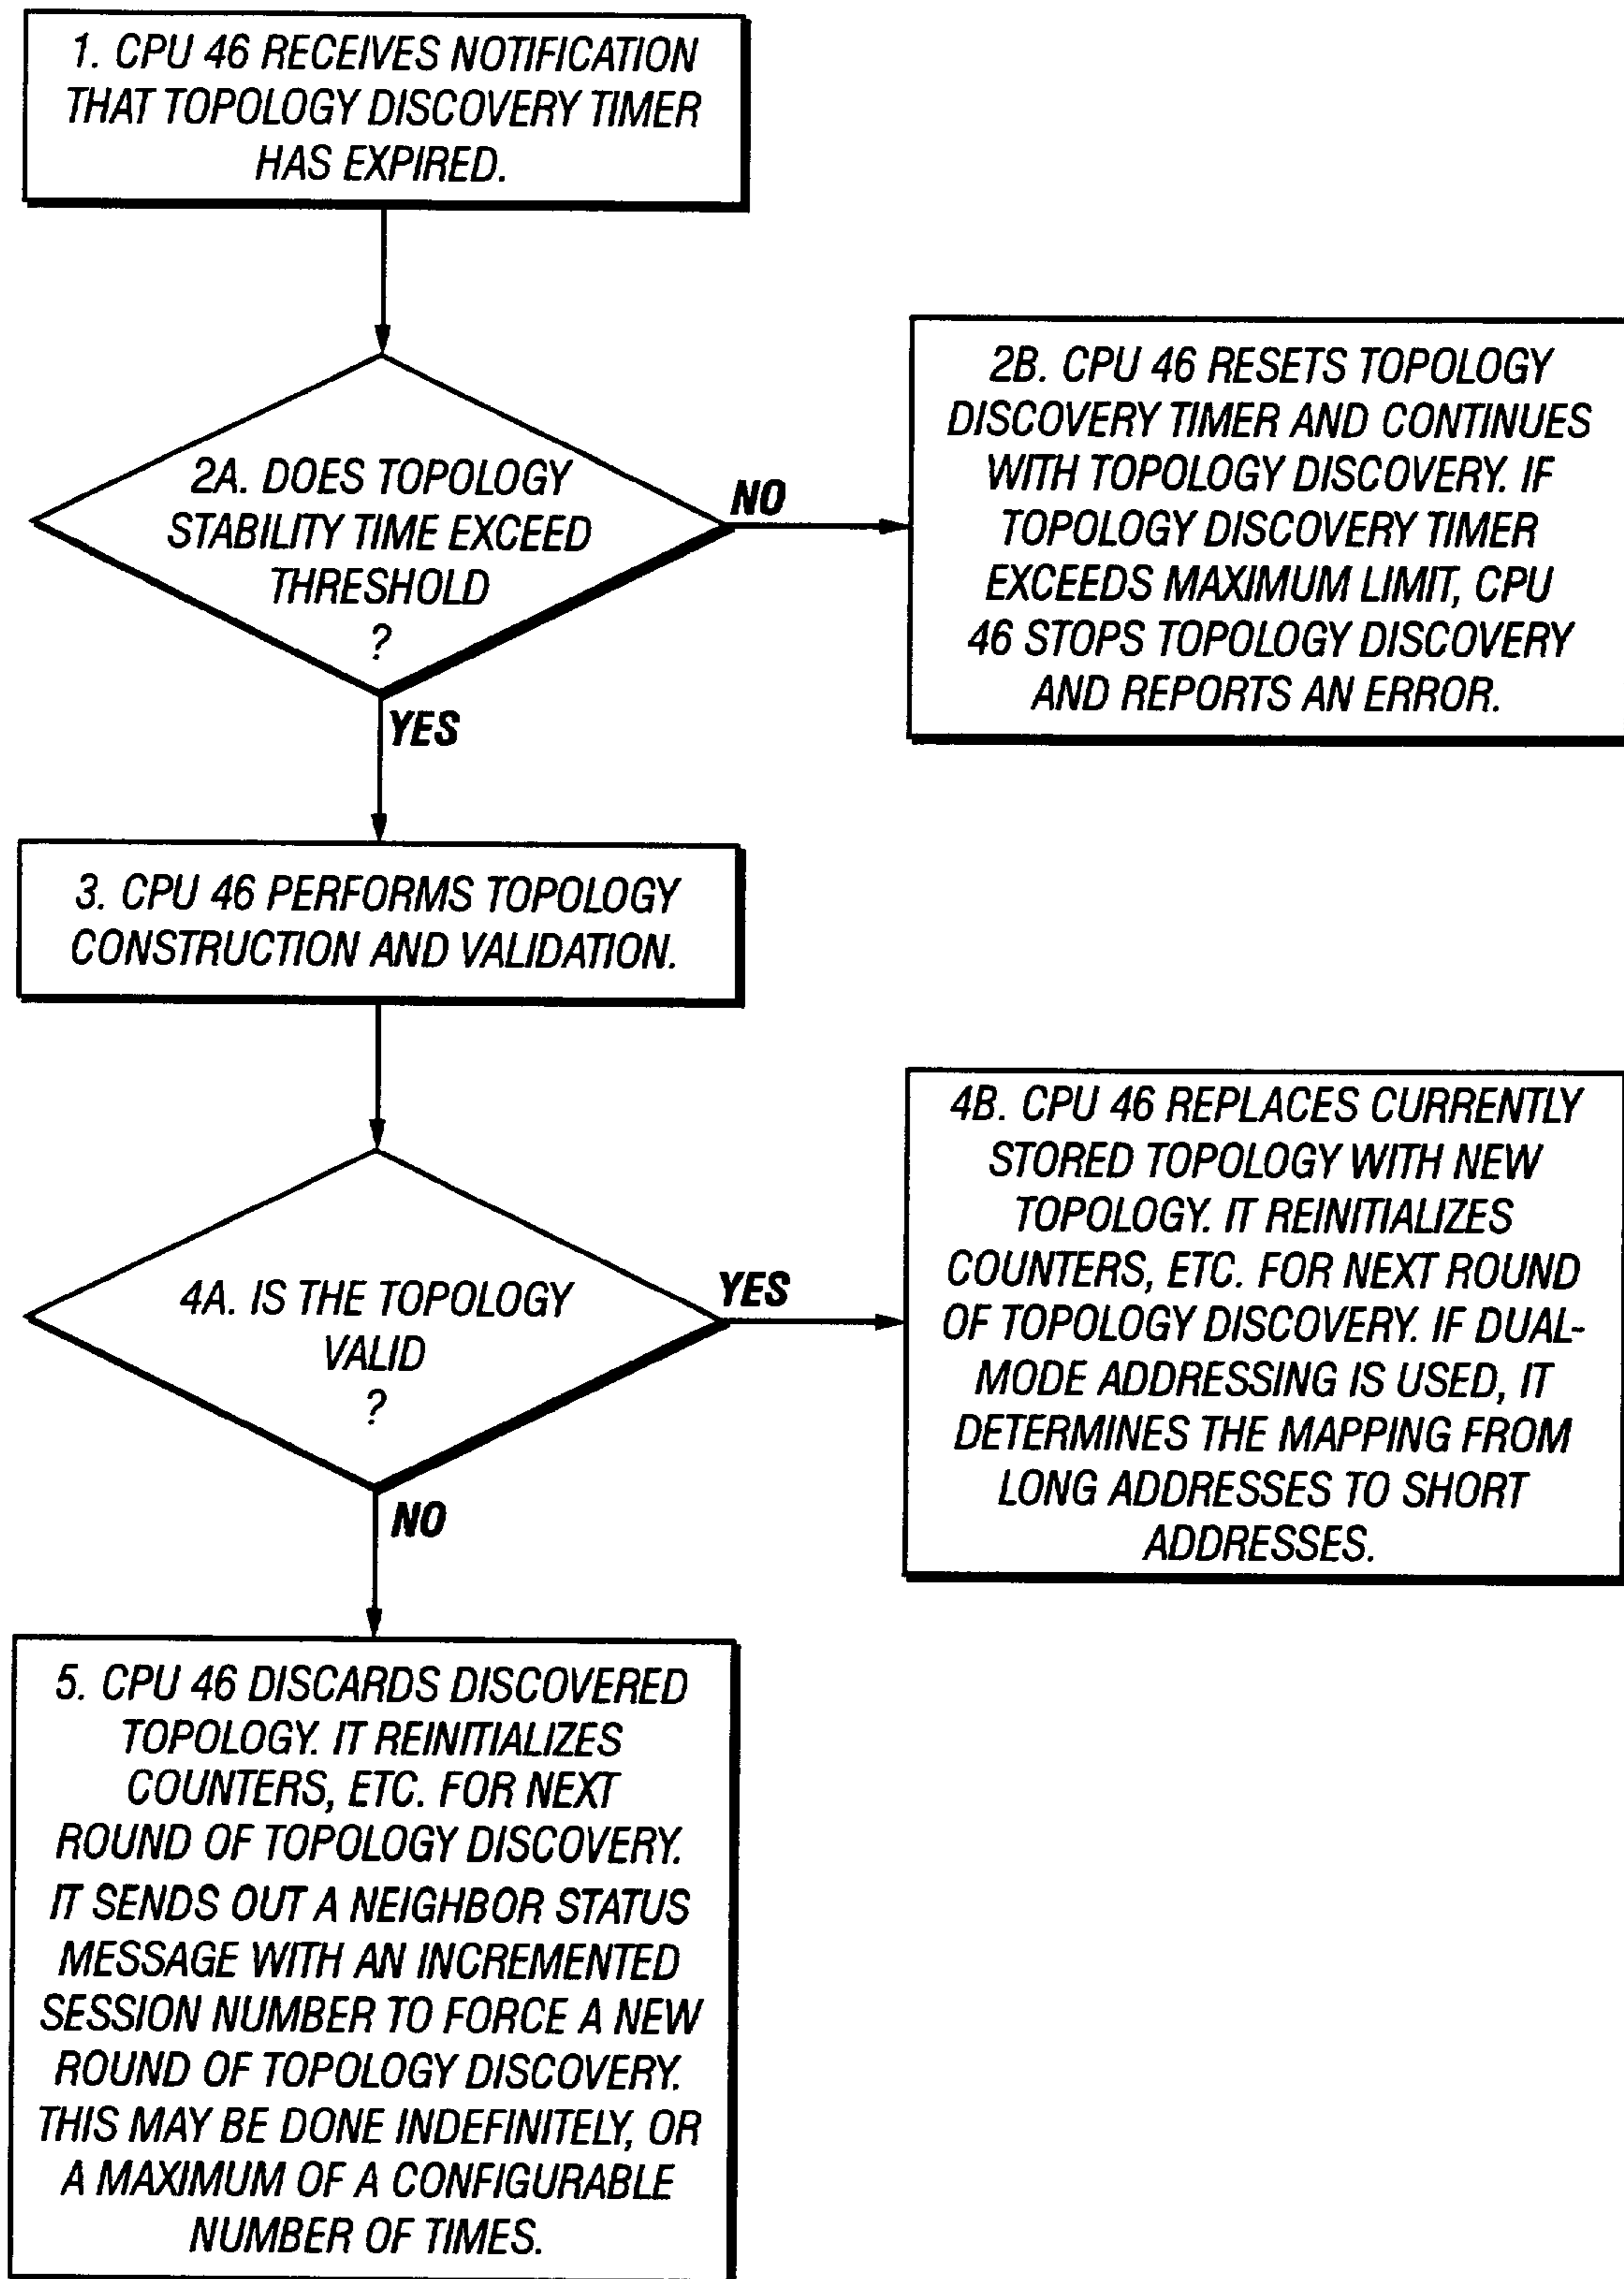 1. CPU 46 RECEIVES NOTIFICATION
THAT TOPOLOGY DISCOVERY TIMER
HAS EXPIRED.
2A. DOES TOPOLOGY
STABILITY TIME EXCEED
THRESHOLD
?
NO
2B. CPU 46 RESETS TOPOLOGY
DISCOVERY TIMER AND CONTINUES
WITH TOPOLOGY DISCOVERY. IF
TOPOLOGY DISCOVERY TIMER
EXCEEDS MAXIMUM LIMIT, CPU
46 STOPS TOPOLOGY DISCOVERY
AND REPORTS AN ERROR.
YES
3. CPU 46 PERFORMS TOPOLOGY
CONSTRUCTION AND VALIDATION.
4A. IS THE TOPOLOGY
VALID
?
YES
4B. CPU 46 REPLACES CURRENTLY
STORED TOPOLOGY WITH NEW
TOPOLOGY. IT REINITIALIZES
COUNTERS, ETC. FOR NEXT ROUND
OF TOPOLOGY DISCOVERY. IF DUAL-
MODE ADDRESSING IS USED, IT
DETERMINES THE MAPPING FROM
LONG ADDRESSES TO SHORT
ADDRESSES.
NO
5. CPU 46 DISCARDS DISCOVERED
TOPOLOGY. IT REINITIALIZES
COUNTERS, ETC. FOR NEXT
ROUND OF TOPOLOGY DISCOVERY.
IT SENDS OUT A NEIGHBOR STATUS
MESSAGE WITH AN INCREMENTED
SESSION NUMBER TO FORCE A NEW
ROUND OF TOPOLOGY DISCOVERY.
THIS MAY BE DONE INDEFINITELY, OR
A MAXIMUM OF A CONFIGURABLE
NUMBER OF TIMES.